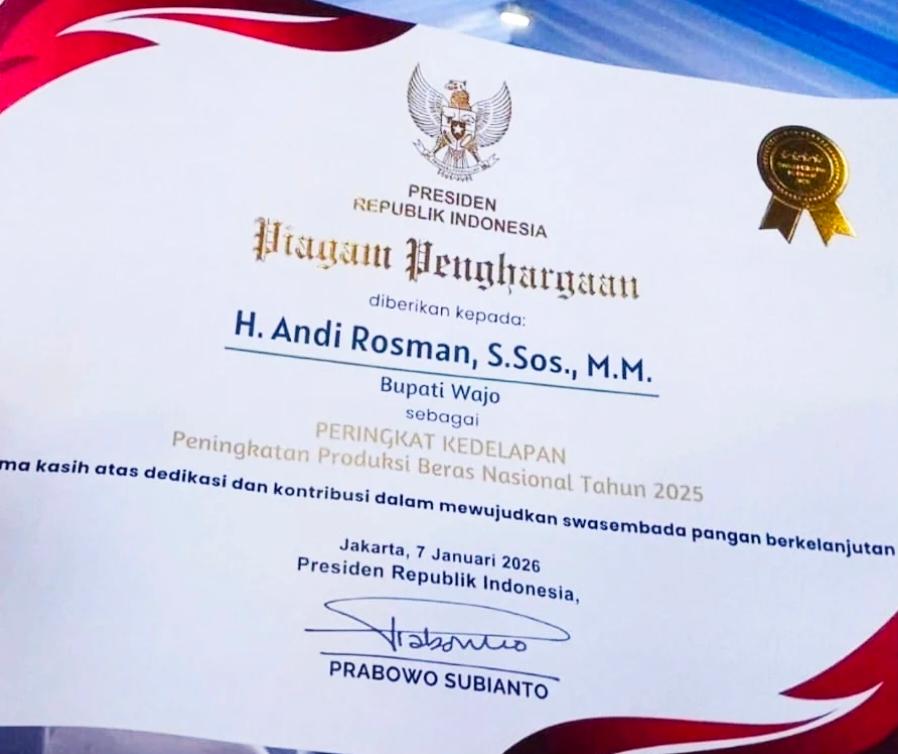 PRESIDEN
REPUBLIK INDONESIA
Piagam Penghargaan
diberikan kepada:
H. Andi Rosman, S.Sos., M.M.
Bupati Wajo
sebagai
PERINGKAT KEDELAPAN
Peningkatan Produksi Beras Nasional Tahun 2025
ma kasih atas dedikasi dan kontribusi dalam mewujudkan swasembada pangan berkelanjutan
Jakarta, 7 Januari 2026
Presiden Republik Indonesia,
Prabowo
PRABOWO SUBIANTO